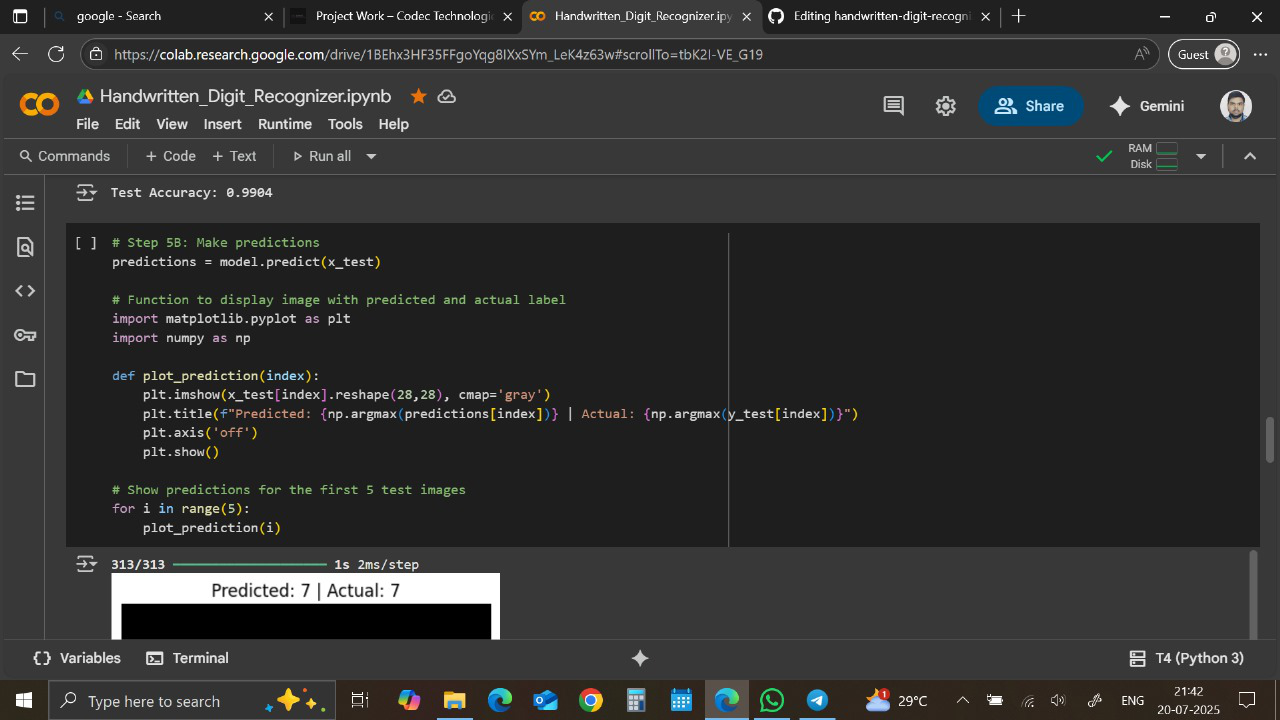 google - Search
Project Work – Codec Technologi
Handwritten_Digit_Recognizer.ipy
Editing handwritten-digit-recogni
https://colab.research.google.com/drive/1BEhx3HF35FFgoYqg8IXxSYm_LeK4z63w#scrollTo=tbK2I-VE_G19
Guest
Handwritten_Digit_Recognizer.ipynb
Share
Gemini
File Edit View Insert Runtime Tools Help
Commands + Code + Text Run all
RAM
Disk
Test Accuracy: 0.9904
[ ] # Step 5B: Make predictions
predictions = model.predict(x_test)
# Function to display image with predicted and actual label
import matplotlib.pyplot as plt
import numpy as np
def plot_prediction(index):
    plt.imshow(x_test[index].reshape(28,28), cmap='gray')
    plt.title(f"Predicted: {np.argmax(predictions[index])} | Actual: {np.argmax(y_test[index])}")
    plt.axis('off')
    plt.show()
# Show predictions for the first 5 test images
for i in range(5):
    plot_prediction(i)
313/313 ━━━━━━━━━━━━━━━━━━━━ 1s 2ms/step
Predicted: 7 | Actual: 7
{} Variables Terminal
T4 (Python 3)
Type here to search
1
29°C
ENG
21:42
20-07-2025